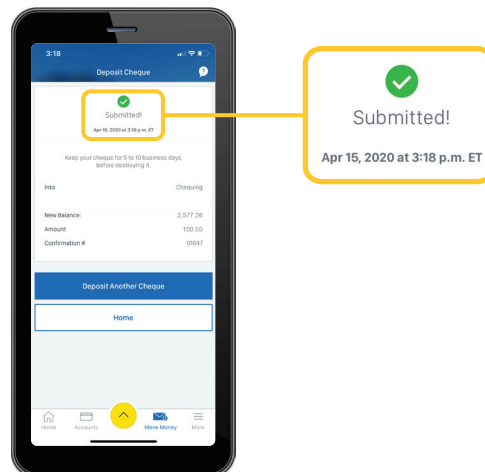 3:18
Deposit Cheque
?
Submitted!
Apr 15, 2020 at 3:18 p.m. ET
Keep your cheque for 5 to 10 business days,
before destroying it.
Into Chequing
New Balance: 2,577.26
Amount 100.00
Confirmation # 01647
Deposit Another Cheque
Home
Home Accounts Move Money More
Submitted!
Apr 15, 2020 at 3:18 p.m. ET